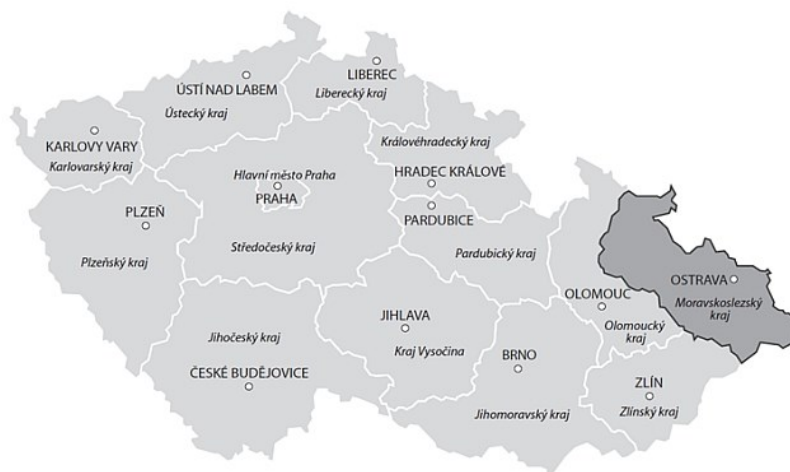 LIBEREC
Liberecký kraj
ÚSTÍ NAD LABEM
Ústecký kraj
KARLOVY VARY
Karlovarský kraj
Královéhradecký kraj
HRADEC KRÁLOVÉ
Hlavní město Praha
PRAHA
Středočeský kraj
PLZEŇ
Plzeňský kraj
PARDUBICE
Pardubický kraj
OSTRAVA
Moravskoslezský
kraj
OLOMOUC
Olomoucký
kraj
JIHLAVA
Kraj Vysočina
Jihočeský kraj
ČESKÉ BUDĚJOVICE
BRNO
Jihomoravský kraj
ZLÍN
Zlínský kraj